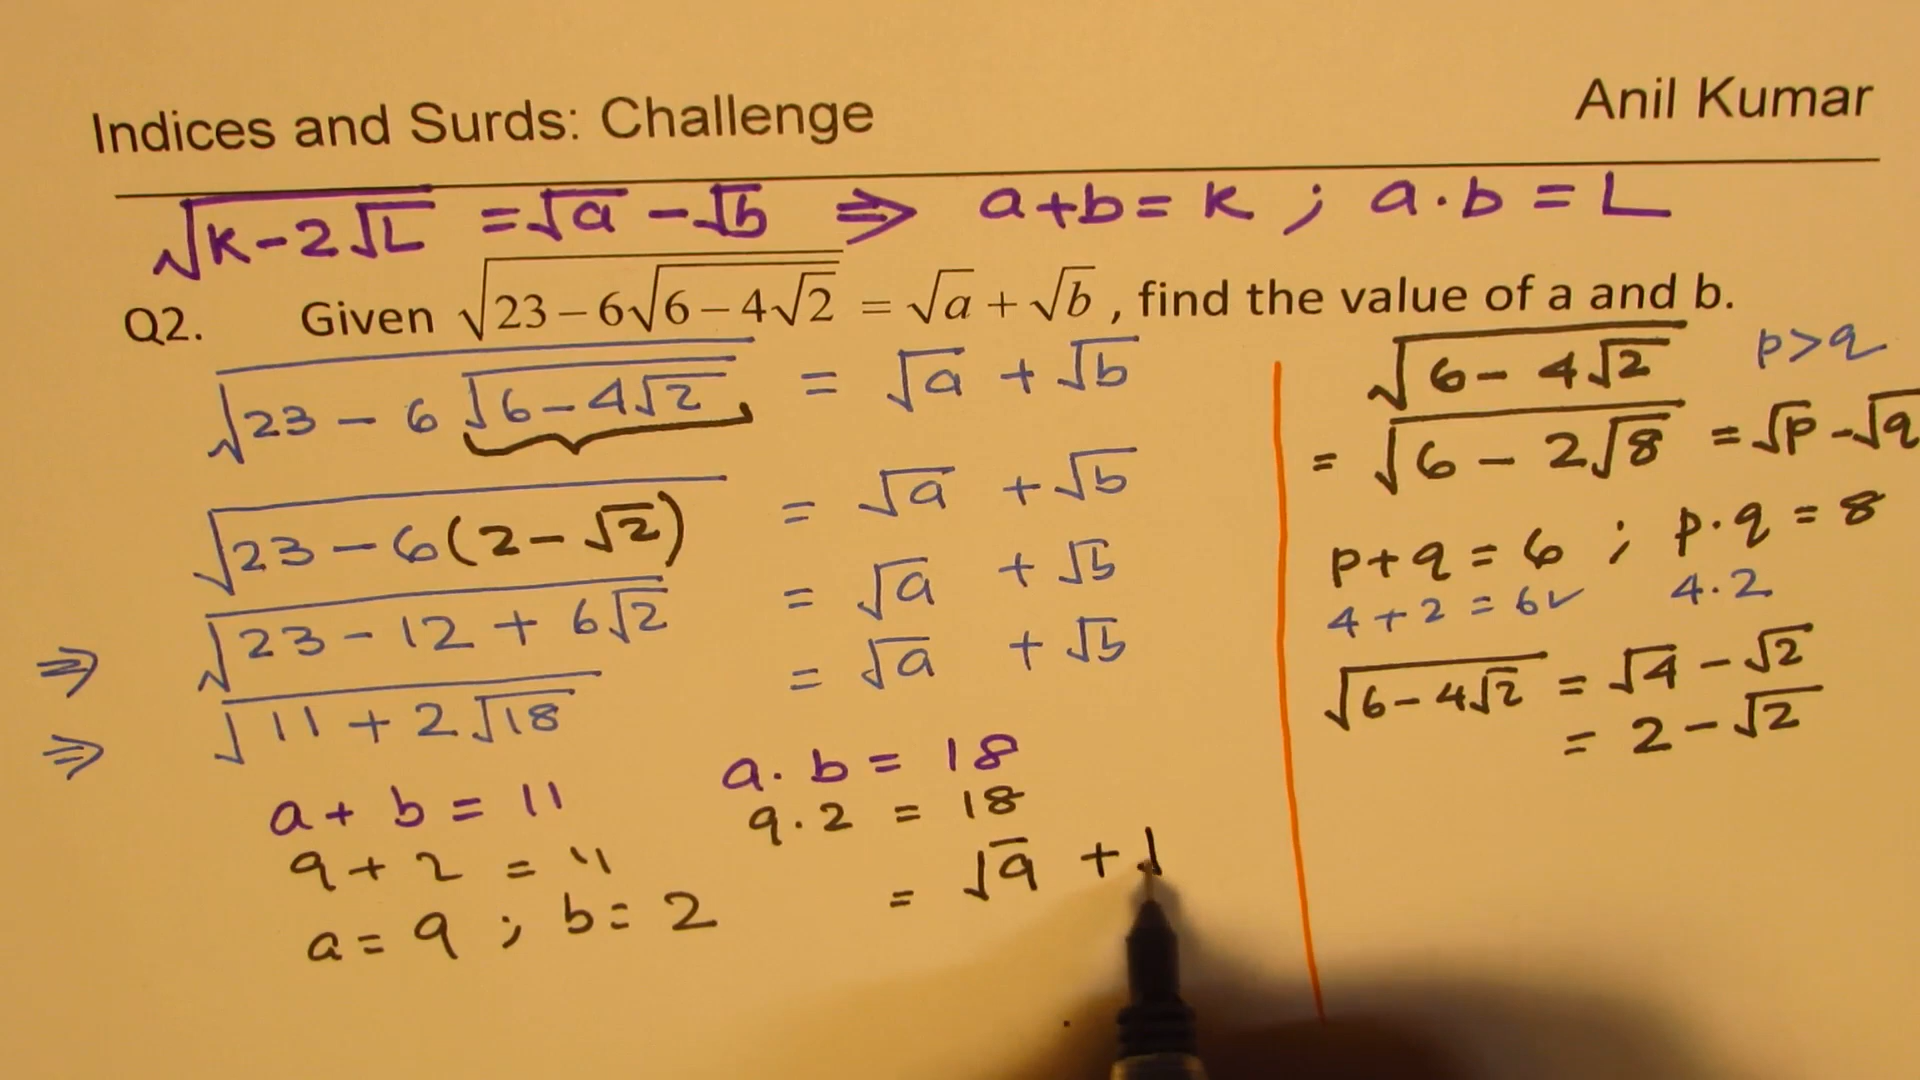 Indices and Surds: Challenge
Anil Kumar
√(K-2√L) = √a - √b ⇒ a+b = K ; a·b = L
Q2. Given √(23-6√(6-4√2)) = √a + √b, find the value of a and b.
√(23 - 6√(6-4√2)) = √a + √b
√(23 - 6(2-√2)) = √a + √b
⇒ √(23 - 12 + 6√2) = √a + √b
⇒ √(11 + 2√18) = √a + √b
a + b = 11
a·b = 18
9 + 2 = 11
9·2 = 18
a = 9 ; b = 2
= √9 + √
√(6 - 4√2) p>q
= √(6 - 2√8) = √p - √q
p+q = 6 ; p·q = 8
4+2 = 6✓ 4·2
√(6-4√2) = √4 - √2
= 2 - √2